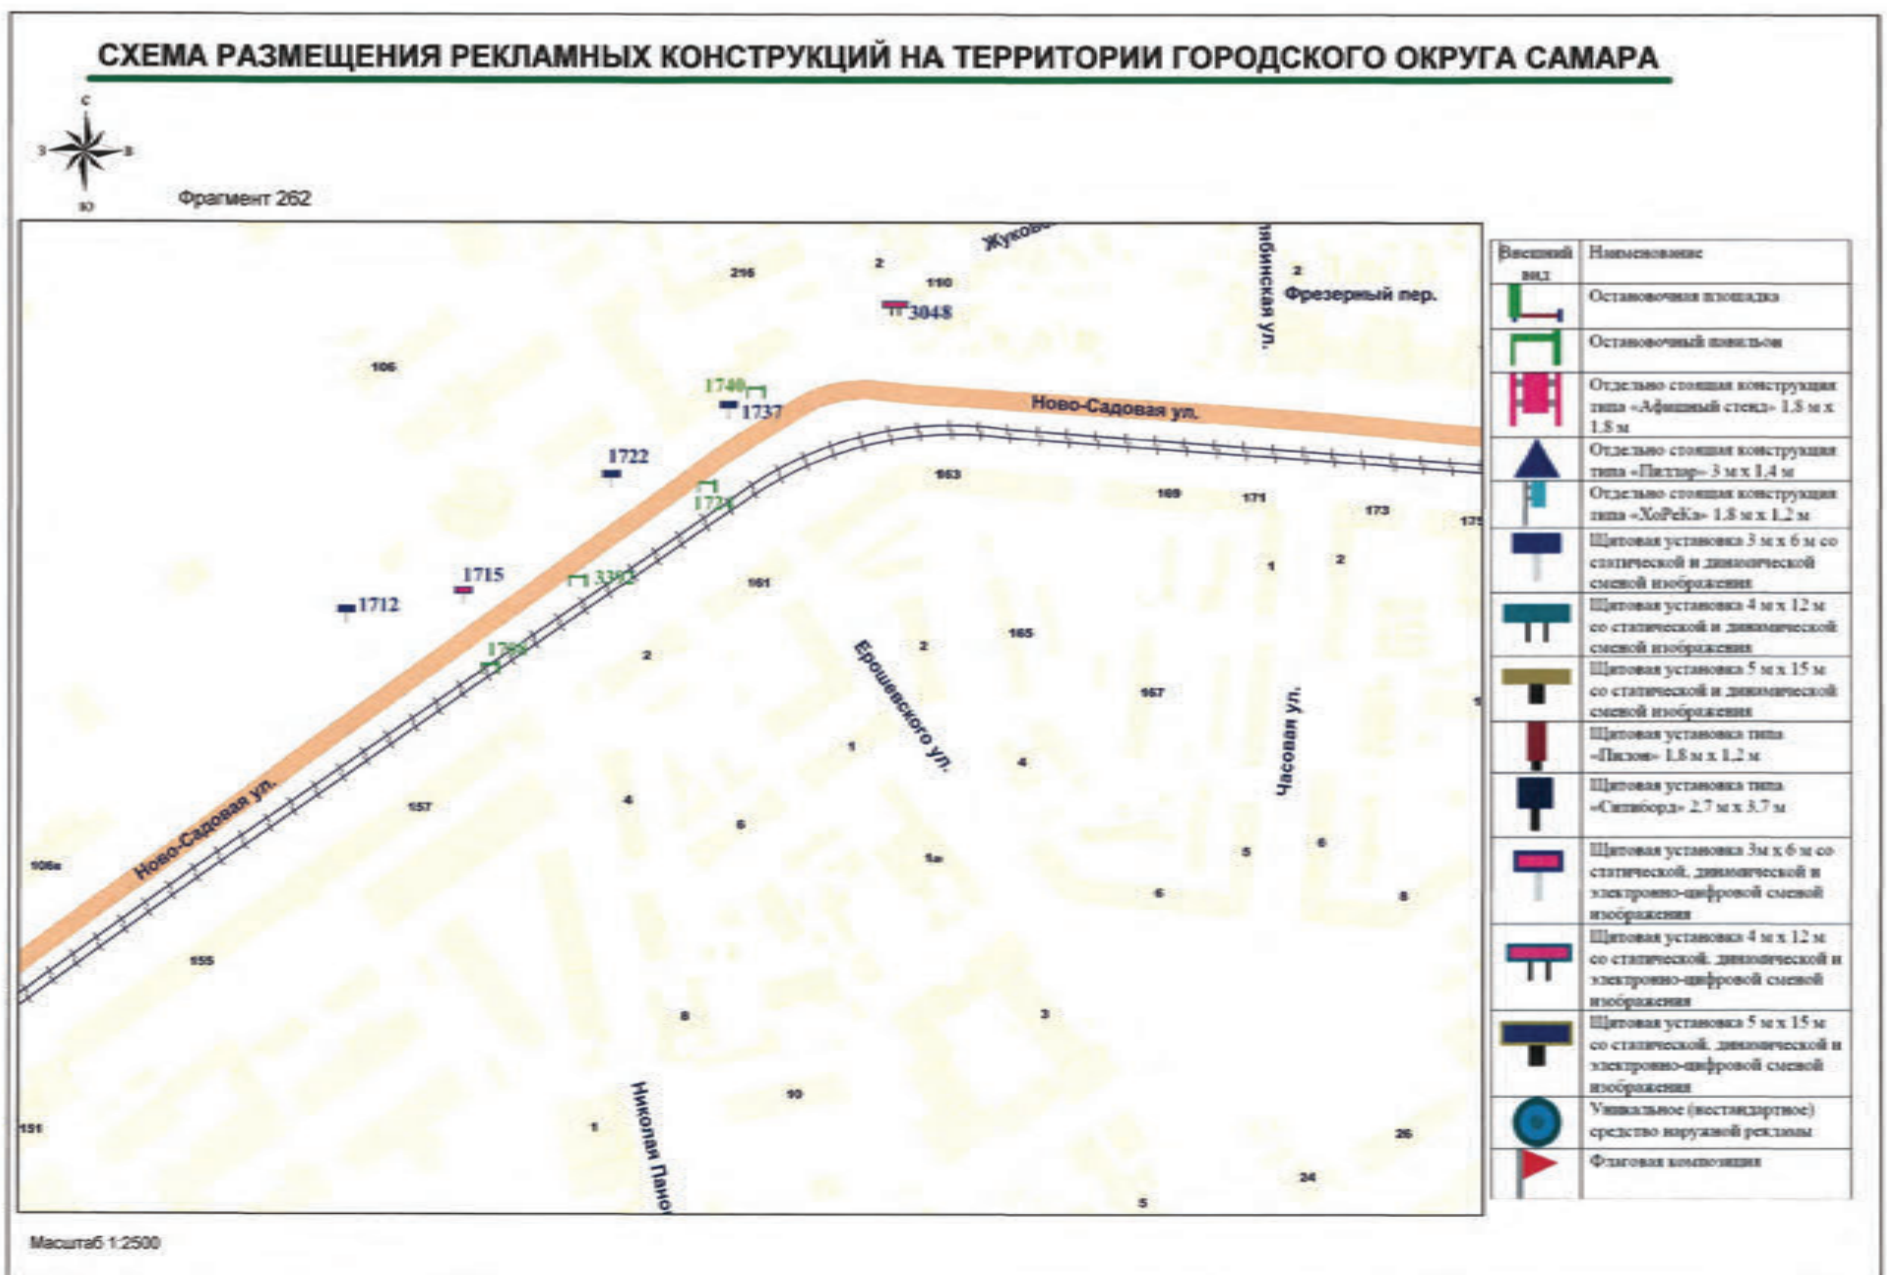 СХЕМА РАЗМЕЩЕНИЯ РЕКЛАМНЫХ КОНСТРУКЦИЙ НА ТЕРРИТОРИИ ГОРОДСКОГО ОКРУГА САМАРА
С
З В
Ю
Фрагмент 262
216
2
110
3048
2
Фрезерный пер.
106
1740
1737
Ново-Садовая ул.
1722
163
169
171
173
1715
3392
161
1
2
1712
2
2
165
Ерошевского ул.
167
Часовая ул.
1
4
157
4
6
1а
5
6
6
8
Ново-Садовая ул.
155
8
3
10
1
26
24
5
191
Николая
Масштаб 1:2500
Внешний вид
Наименование
Остановочная площадка
Остановочный павильон
Отдельно стоящая конструкция
типа «Афишный стенд» 1,8 м х
1,8 м
Отдельно стоящая конструкция
типа «Пиллар» 3 м х 1,4 м
Отдельно стоящая конструкция
типа «ХоРеКа» 1,8 м х 1,2 м
Щитовая установка 3 м х 6 м со
статической и динамической
сменой изображения
Щитовая установка 4 м х 12 м
со статической и динамической
сменой изображения
Щитовая установка 5 м х 15 м
со статической и динамической
сменой изображения
Щитовая установка типа
«Пилон» 1,8 м х 1,2 м
Щитовая установка типа
«Ситиборд» 2,7 м х 3,7 м
Щитовая установка 3м х 6 м со
статической, динамической и
электронно-цифровой сменой
изображения
Щитовая установка 4 м х 12 м
со статической, динамической и
электронно-цифровой сменой
изображения
Щитовая установка 5 м х 15 м
со статической, динамической и
электронно-цифровой сменой
изображения
Уникальное (нестандартное)
средство наружной рекламы
Флаговая композиция